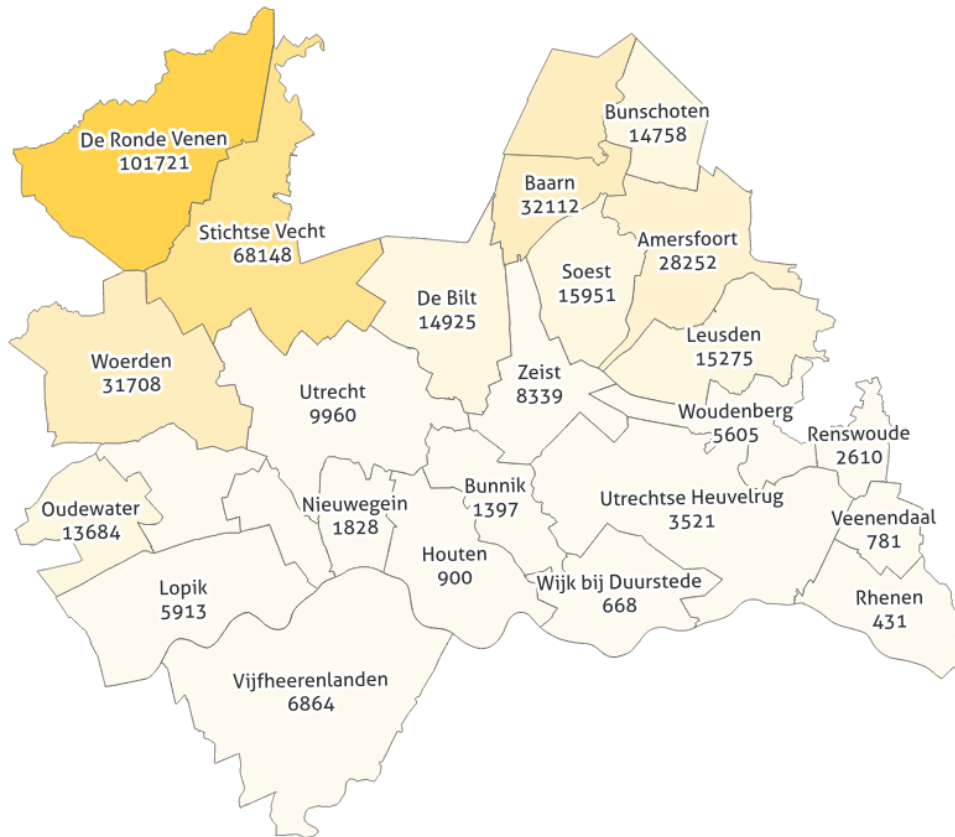 De Ronde Venen
101721
Bunschoten
14758
Baarn
32112
Stichtse Vecht
68148
Amersfoort
28252
Soest
15951
De Bilt
14925
Leusden
15275
Woerden
31708
Zeist
8339
Utrecht
9960
Woudenberg
5605
Renswoude
2610
Oudewater
13684
Nieuwegein
1828
Bunnik
1397
Utrechtse Heuvelrug
3521
Veenendaal
781
Houten
900
Wijk bij Duurstede
668
Lopik
5913
Rhenen
431
Vijfheerenlanden
6864